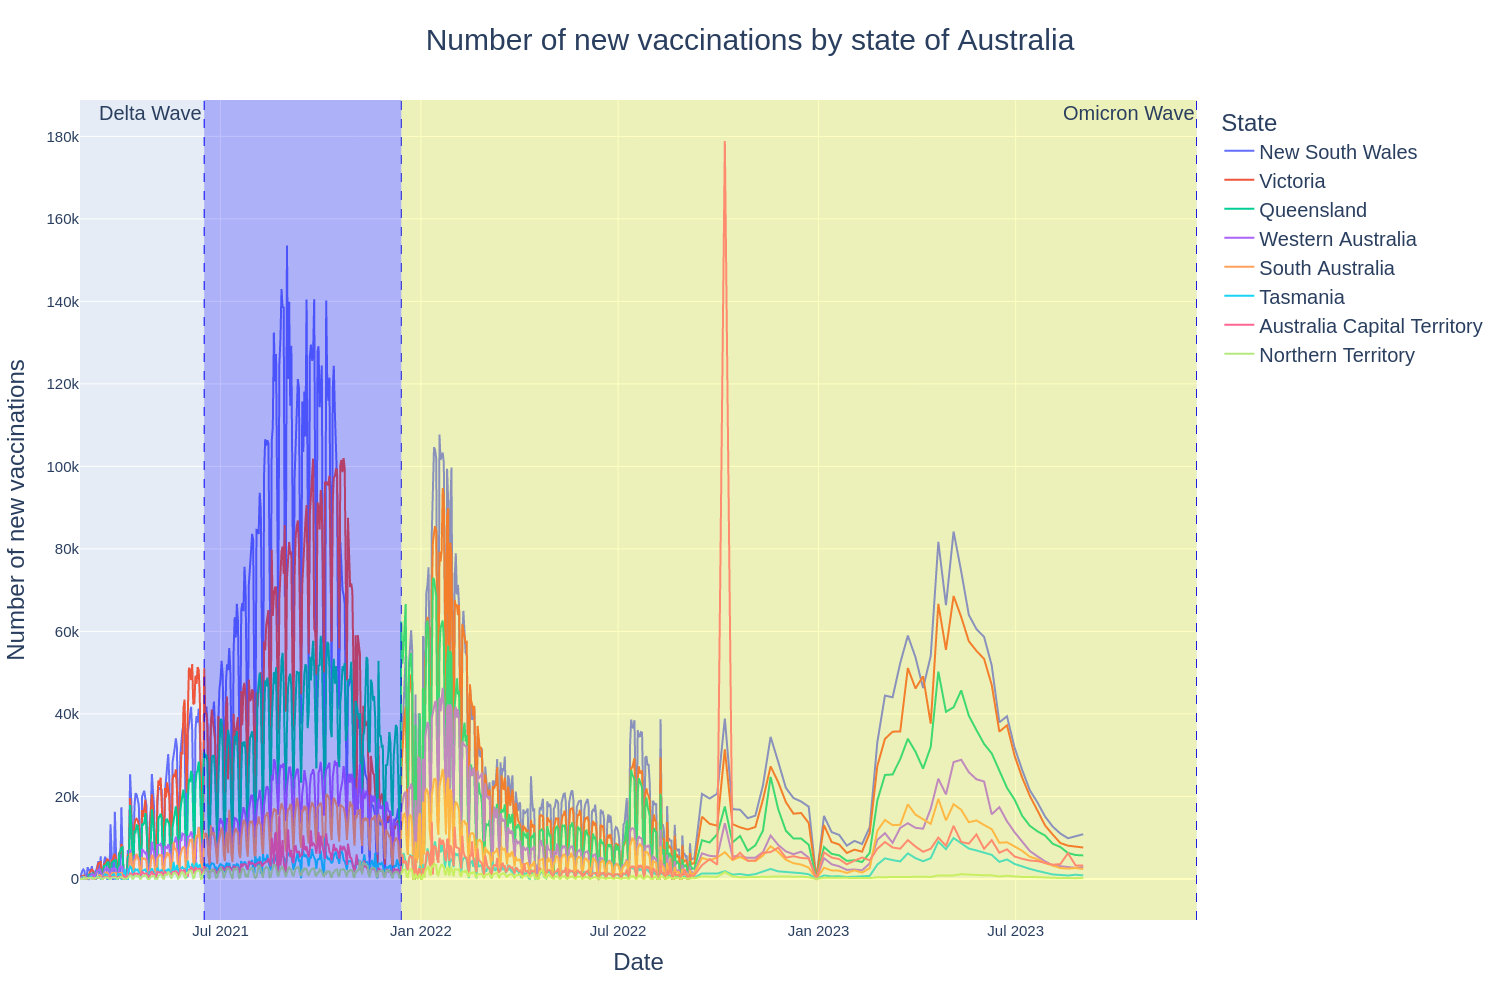 Number of new vaccinations by state of Australia
Delta Wave
Omicron Wave
State
New South Wales
Victoria
Queensland
Western Australia
South Australia
Tasmania
Australia Capital Territory
Northern Territory
Number of new vaccinations
180k
160k
140k
120k
100k
80k
60k
40k
20k
0
Jul 2021
Jan 2022
Jul 2022
Jan 2023
Jul 2023
Date